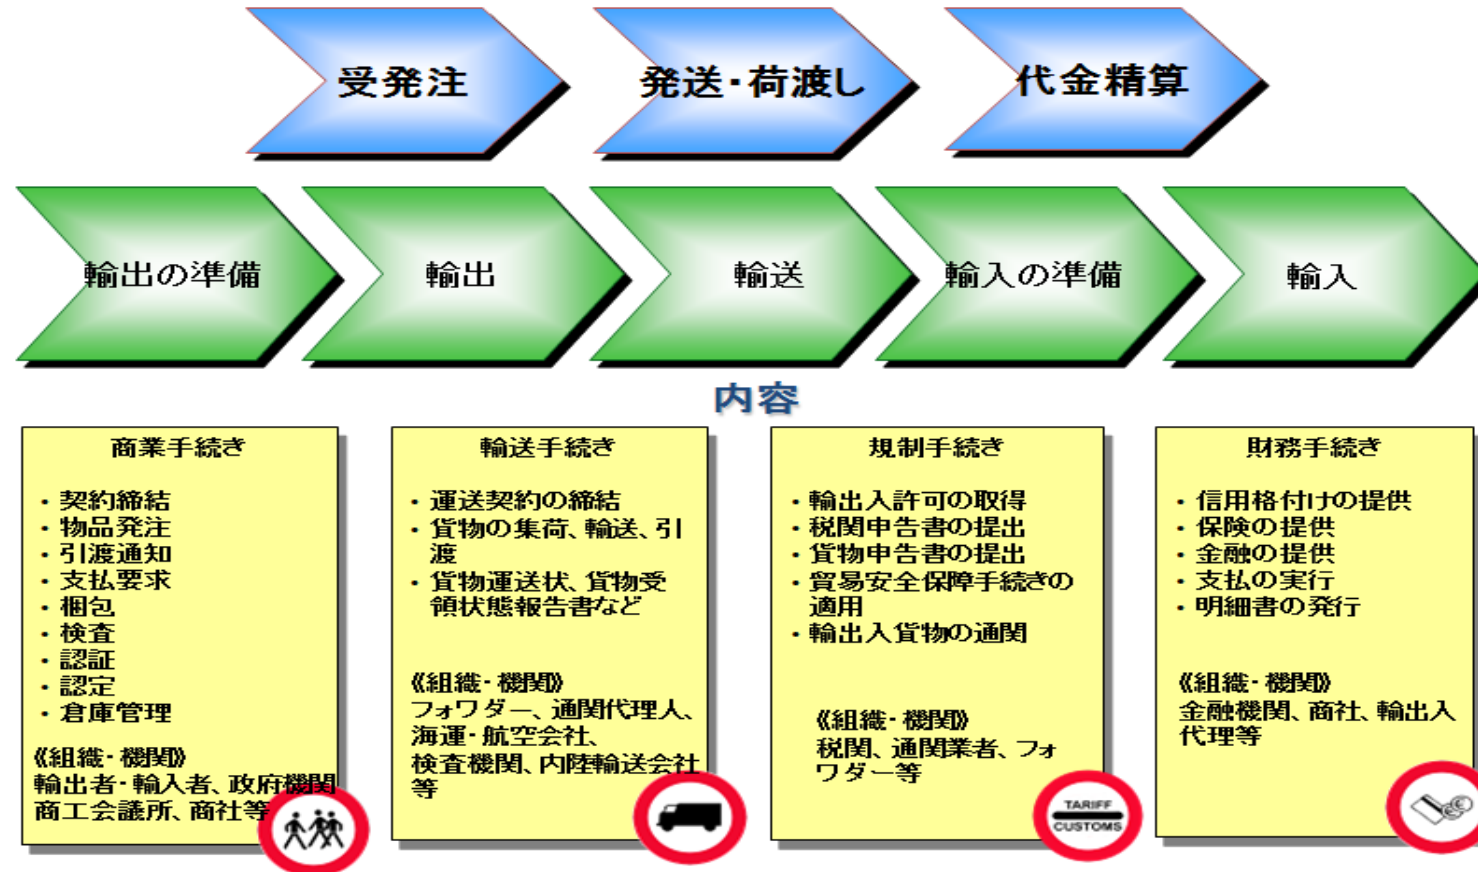 受発注
発送・荷渡し
代金精算
輸出の準備
輸出
輸送
輸入の準備
輸入
内容
商業手続き
・契約締結
・物品発注
・引渡通知
・支払要求
・梱包
・検査
・認証
・認定
・倉庫管理
《組織・機関》
輸出者・輸入者、政府機関
商工会議所、商社等
輸送手続き
・運送契約の締結
・貨物の集荷、輸送、引
渡
・貨物運送状、貨物受
領状態報告書など
《組織・機関》
フォワダー、通関代理人、
海運・航空会社、
検査機関、内陸輸送会社
等
規制手続き
・輸出入許可の取得
・税関申告書の提出
・貨物申告書の提出
・貿易安全保障手続きの
適用
・輸出入貨物の通関
《組織・機関》
税関、通関業者、フォ
ワダー等
TARIFF
CUSTOMS
財務手続き
・信用格付けの提供
・保険の提供
・金融の提供
・支払の実行
・明細書の発行
《組織・機関》
金融機関、商社、輸出入
代理等